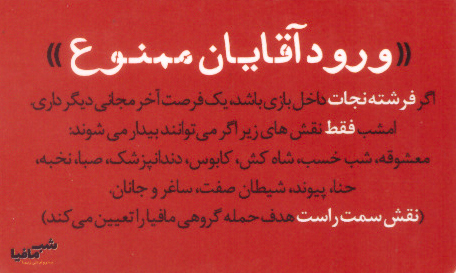 «ورود آقایان ممنوع»
اگر فرشته نجات داخل بازی باشد، یک فرصت آخر مجانی دیگر داری.
امشب فقط نقش های زیر اگر می توانند بیدار می شوند:
معشوقه، شب خسب، شاه کش، کابوس، دندانپزشک، صبا، نخبه،
حنا، پیوند، شیطان صفت، ساغر و جانان.
(نقش سمت راست هدف حمله گروهی مافیا را تعیین می کند)
شب مافیا